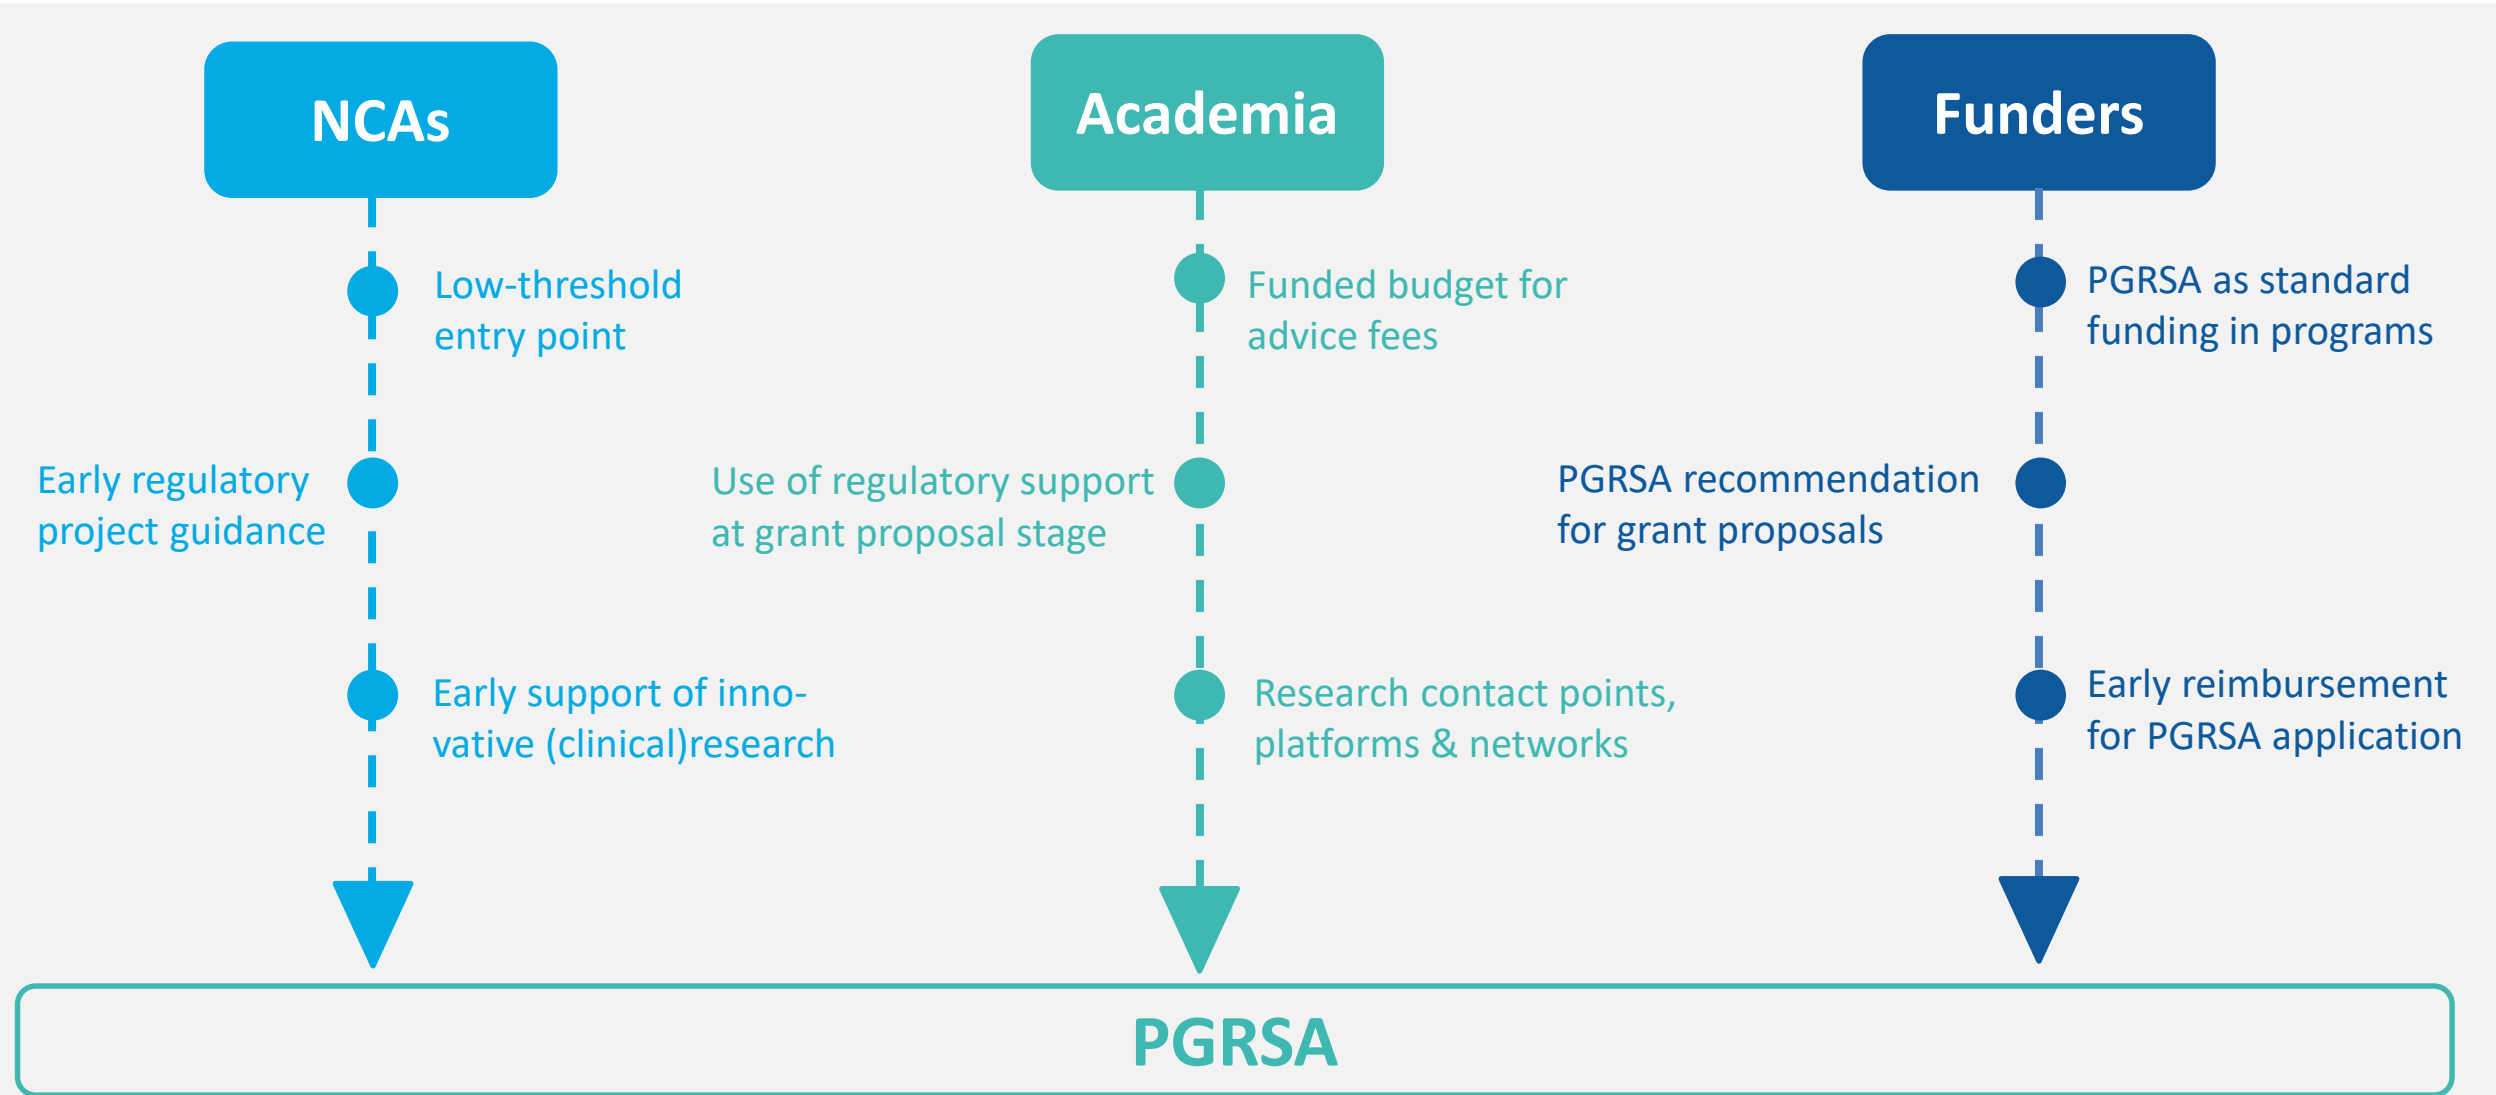 NCAs
Academia
Funders
Low-threshold
entry point
Funded budget for
advice fees
PGRSA as standard
funding in programs
Early regulatory
project guidance
Use of regulatory support
at grant proposal stage
PGRSA recommendation
for grant proposals
Early support of inno-
vative (clinical)research
Research contact points,
platforms & networks
Early reimbursement
for PGRSA application
PGRSA